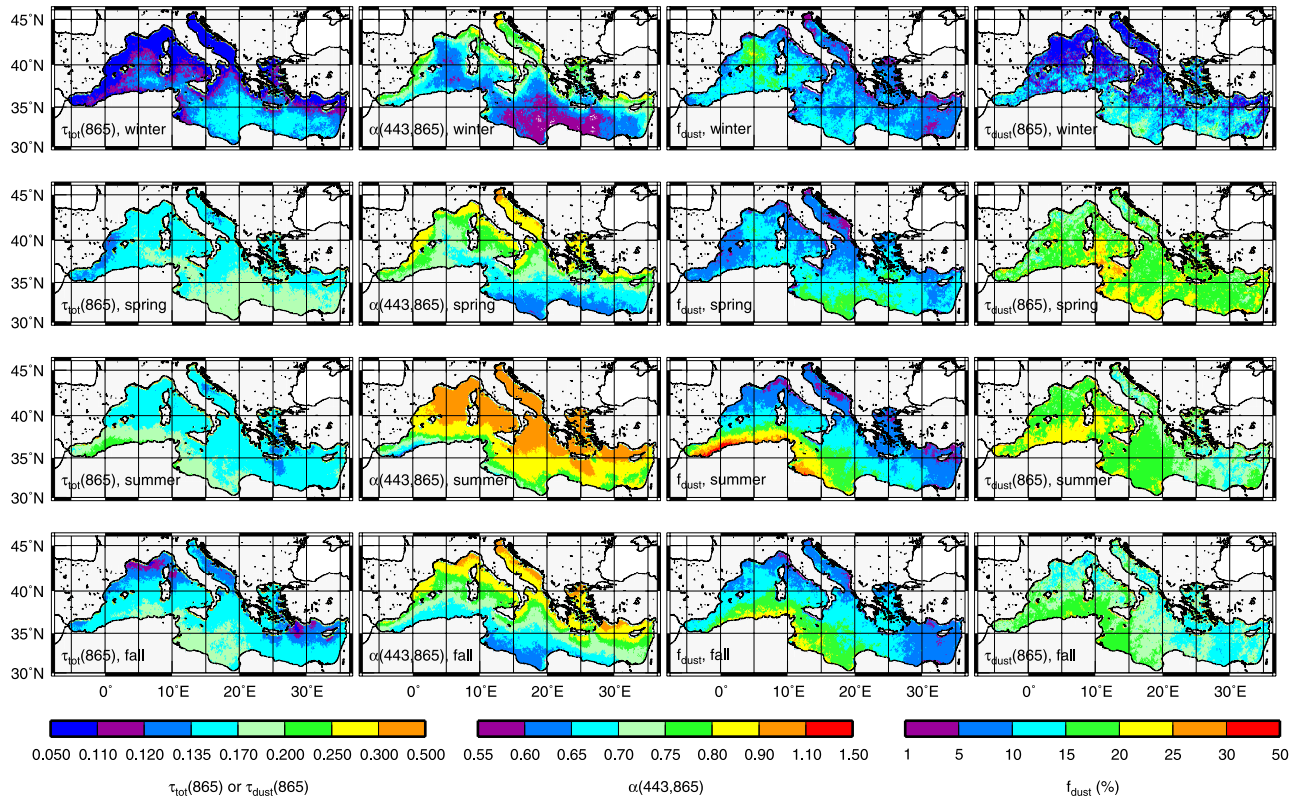 45˚N
40˚N
35˚N
30˚N
τtot(865), winter
α(443,865), winter
fdust, winter
τdust(865), winter
45˚N
40˚N
35˚N
30˚N
τtot(865), spring
α(443,865), spring
fdust, spring
τdust(865), spring
45˚N
40˚N
35˚N
30˚N
τtot(865), summer
α(443,865), summer
fdust, summer
τdust(865), summer
45˚N
40˚N
35˚N
30˚N
τtot(865), fall
α(443,865), fall
fdust, fall
τdust(865), fall
0˚ 10˚E 20˚E 30˚E 0˚ 10˚E 20˚E 30˚E 0˚ 10˚E 20˚E 30˚E 0˚ 10˚E 20˚E 30˚E
0.050 0.110 0.120 0.135 0.170 0.200 0.250 0.300 0.500
0.55 0.60 0.65 0.70 0.75 0.80 0.90 1.10 1.50
1 5 10 15 20 25 30 50
τtot(865) or τdust(865)
α(443,865)
fdust (%)